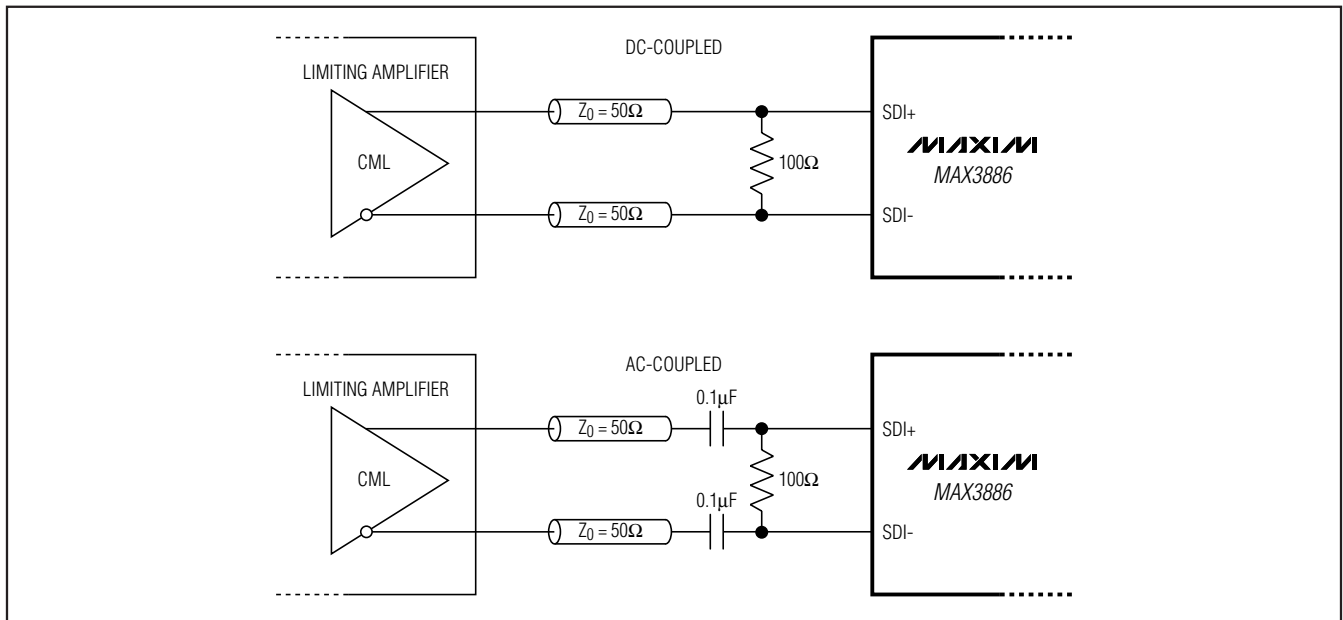 DC-COUPLED
LIMITING AMPLIFIER
CML
Z0 = 50Ω
Z0 = 50Ω
100Ω
SDI+
MAXIM
MAX3886
SDI-
AC-COUPLED
LIMITING AMPLIFIER
CML
0.1μF
Z0 = 50Ω
0.1μF
Z0 = 50Ω
100Ω
SDI+
MAXIM
MAX3886
SDI-